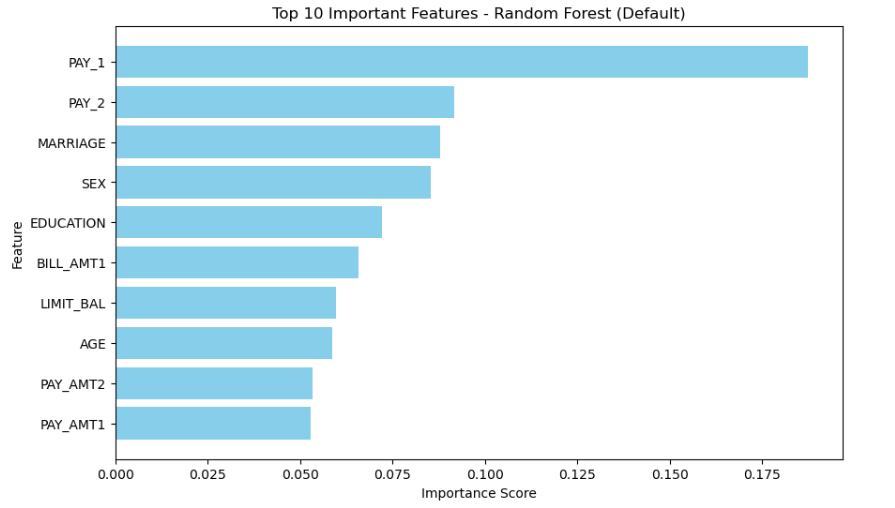 Top 10 Important Features - Random Forest (Default)
PAY_1
PAY_2
MARRIAGE
SEX
EDUCATION
BILL_AMT1
LIMIT_BAL
AGE
PAY_AMT2
PAY_AMT1
Feature
0.000 0.025 0.050 0.075 0.100 0.125 0.150 0.175
Importance Score